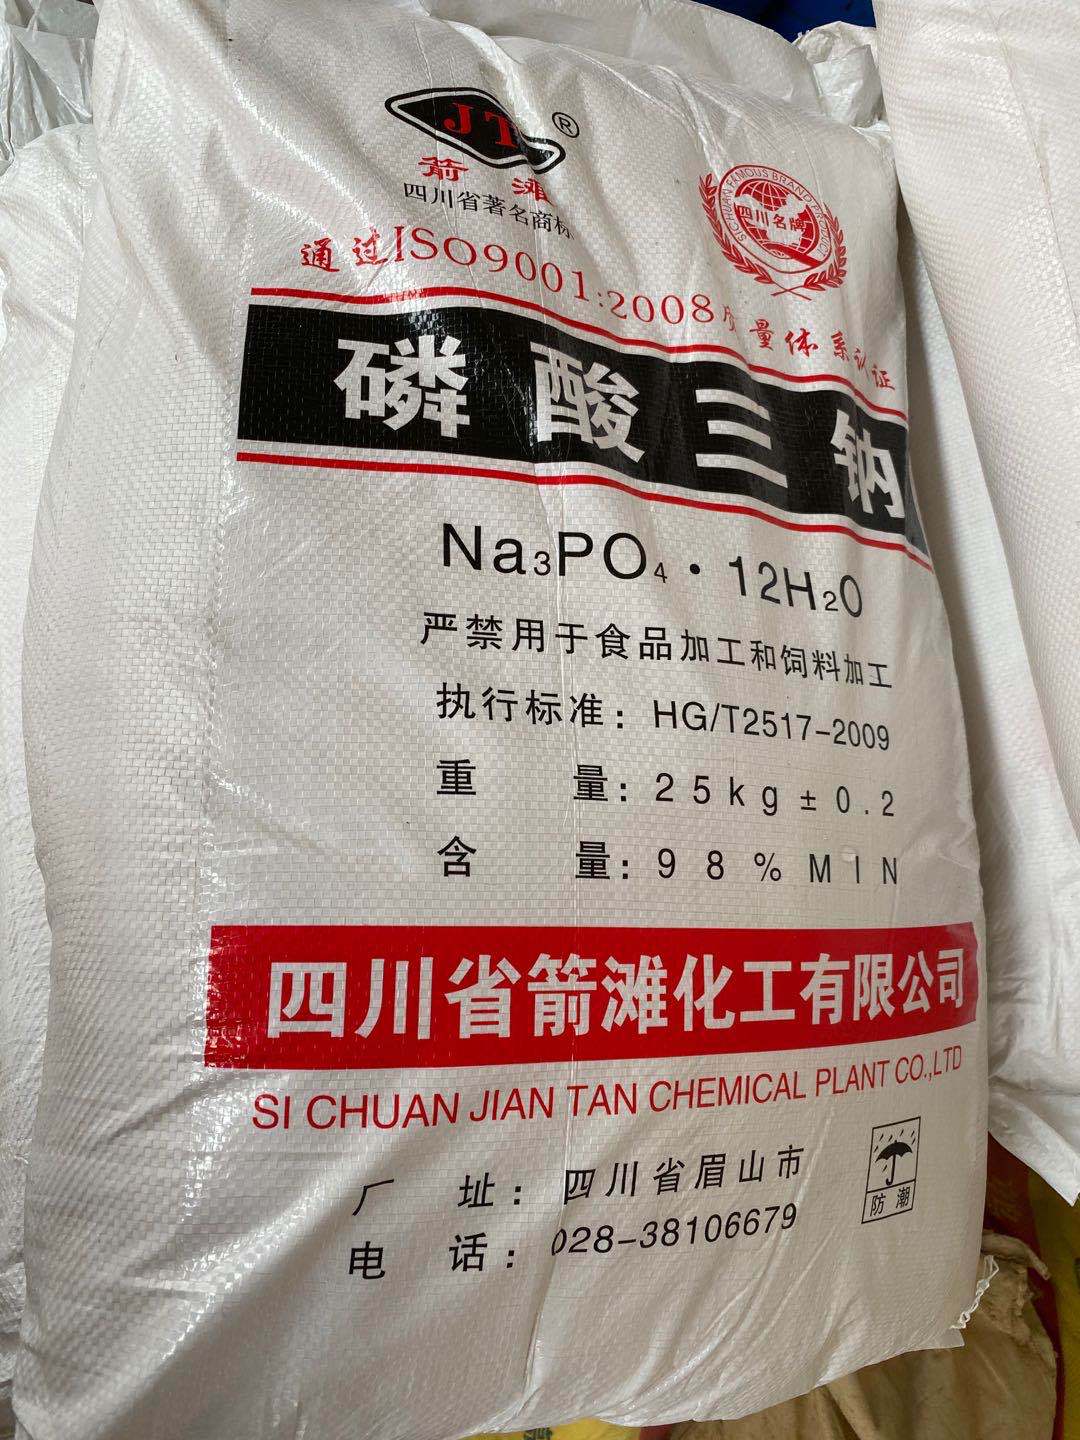 JT ®
箭滩
四川省著名商标
SICHUAN FAMOUS BRAND PRODUCT
四川名牌
通过ISO9001:2008质量体系认证
磷酸三钠
Na₃PO₄·12H₂O
严禁用于食品加工和饲料加工
执行标准：HG/T2517-2009
重 量：25kg±0.2
含 量：98%MIN
四川省箭滩化工有限公司
SI CHUAN JIAN TAN CHEMICAL PLANT CO.,LTD
厂 址：四川省眉山市
电 话：028-38106679
防潮